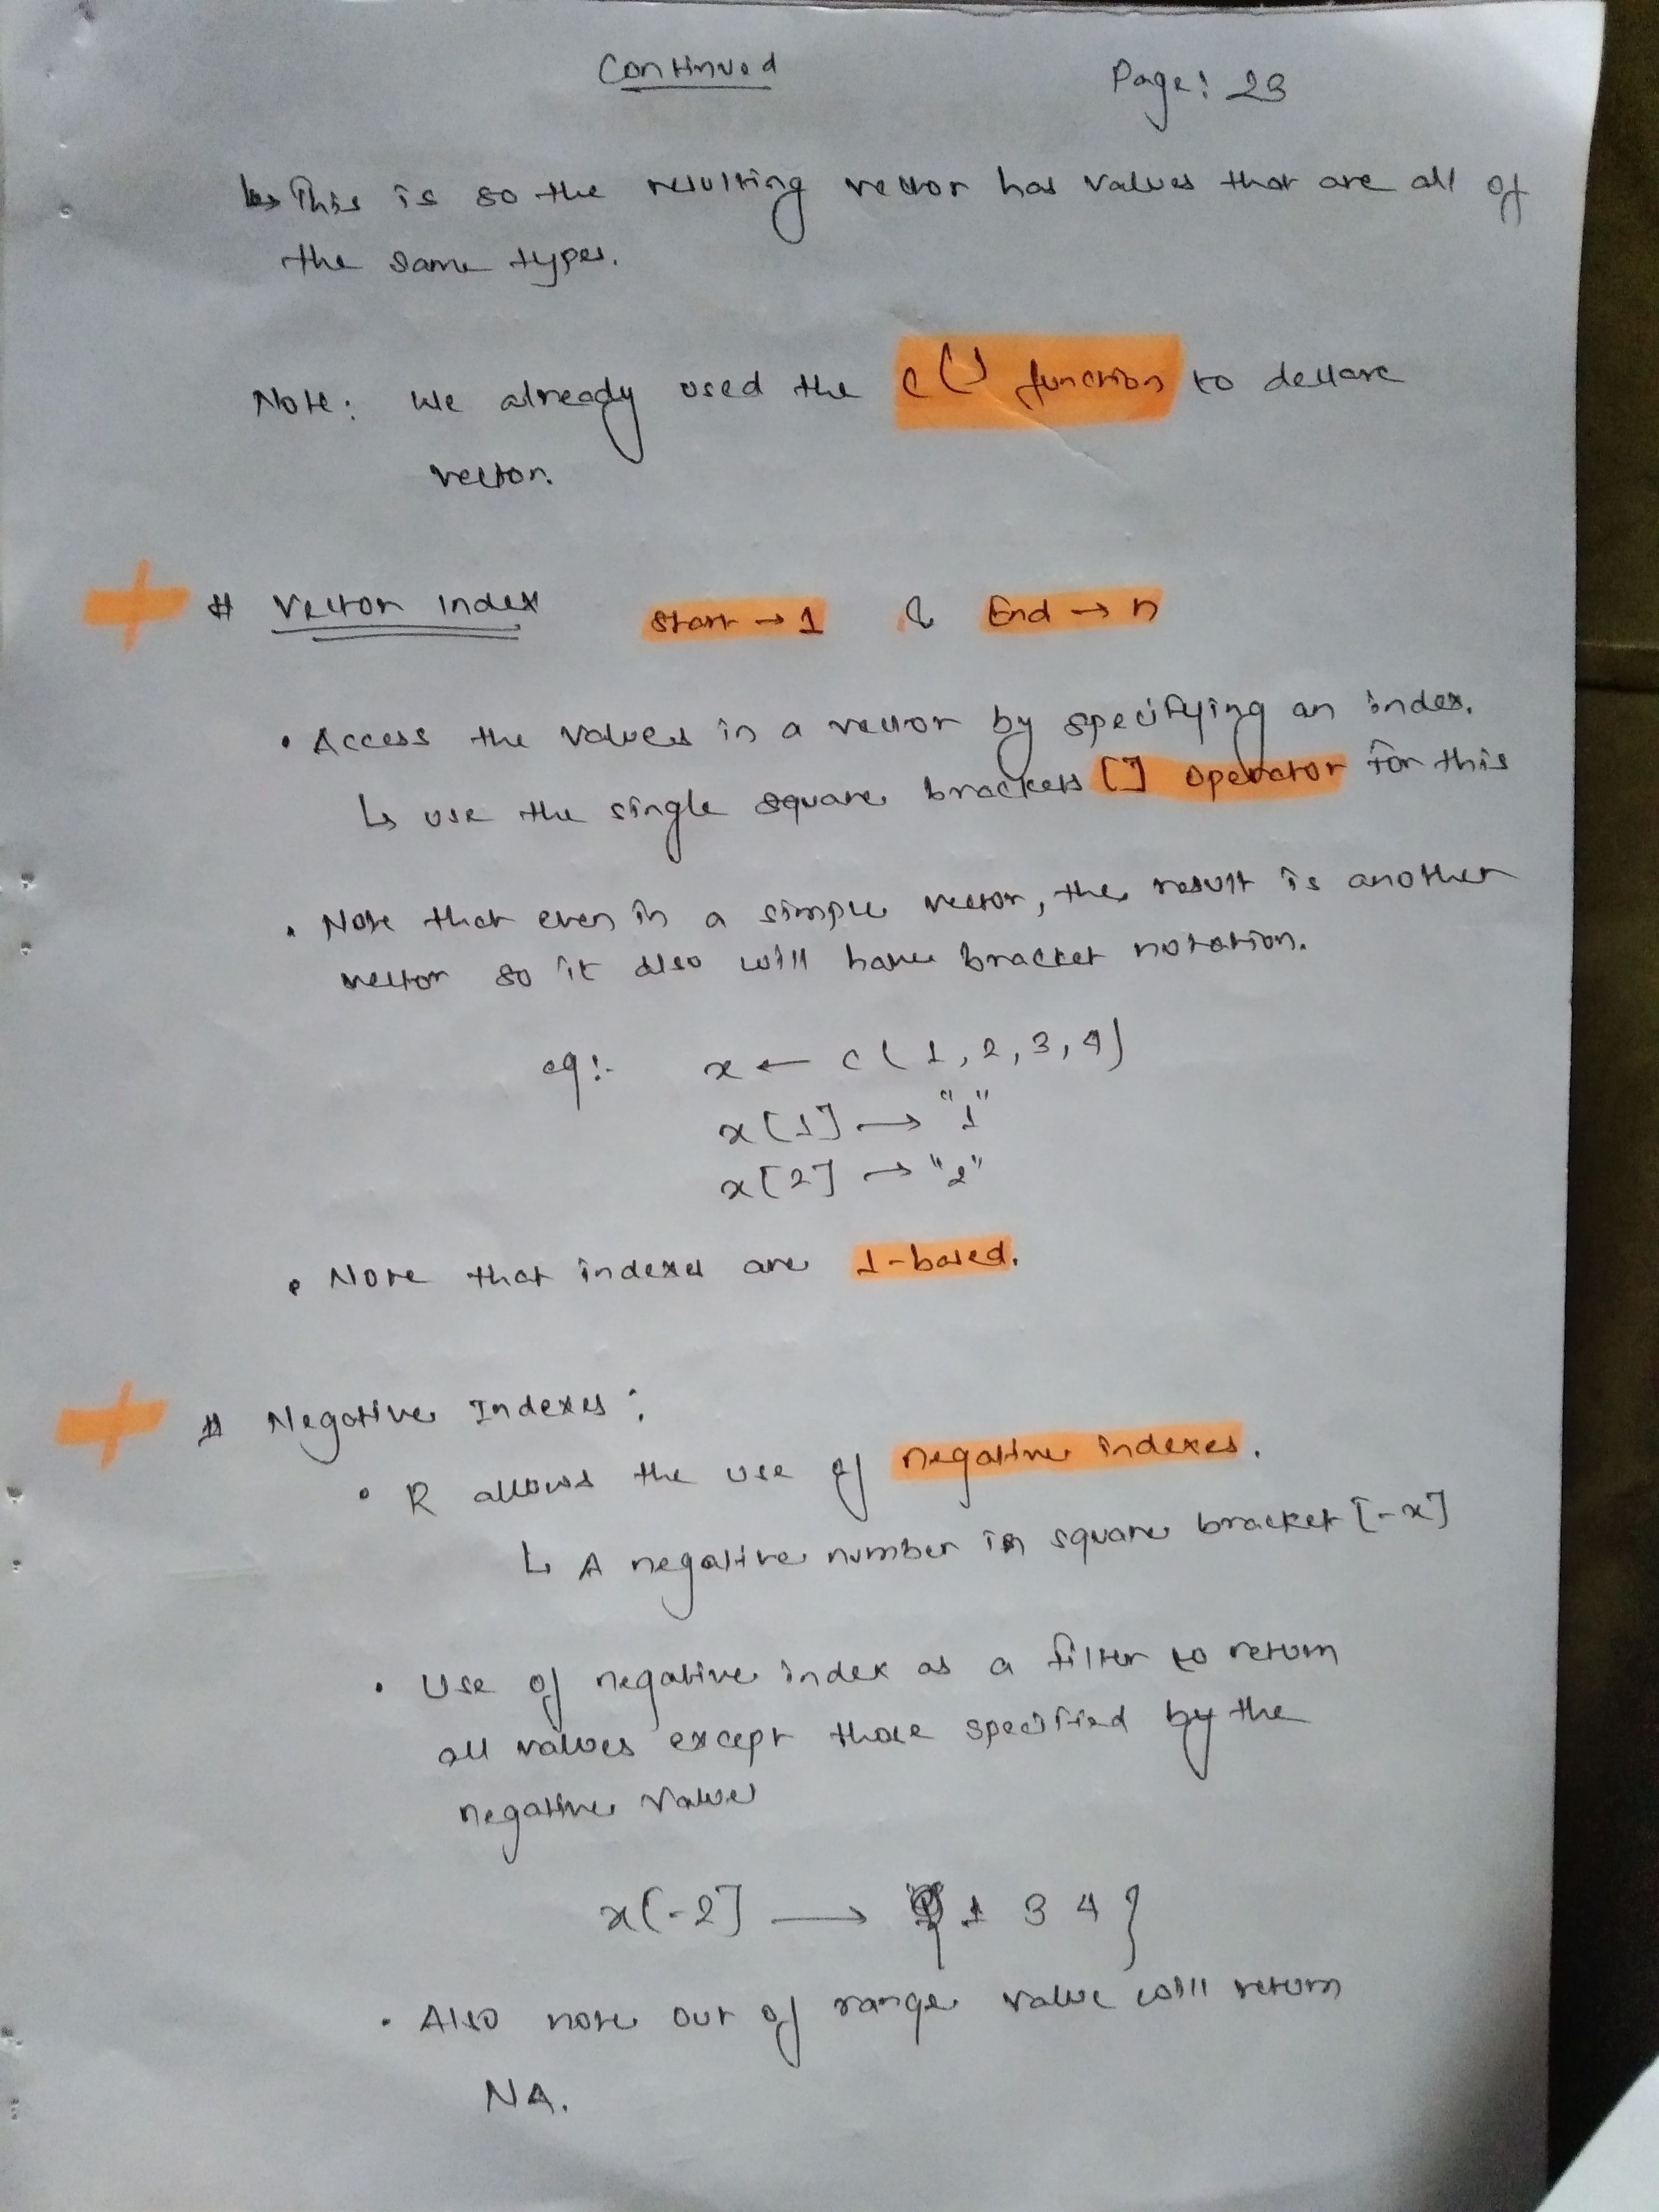 Continued
Page: 23
↳ This is so the resulting vector has values that are all of
the same types.
Note: We already used the c() function to declare
vector.
# Vector Index Start → 1 & End → n
• Access the values in a vector by specifying an index.
↳ use the single square brackets [] operator for this
• Note that even in a simple vector, the result is another
vector so it also will have bracket notation.
eg:- x ← c(1, 2, 3, 4)
x[1] → "1"
x[2] → "2"
• Note that indexes are 1-based.
# Negative Indexes:
• R allows the use of negative indexes.
↳ A negative number in square bracket [-x]
• Use of negative index as a filter to return
all values except those specified by the
negative value
x[-2] → { 1 3 4 }
• Also note out of range value will return
NA.